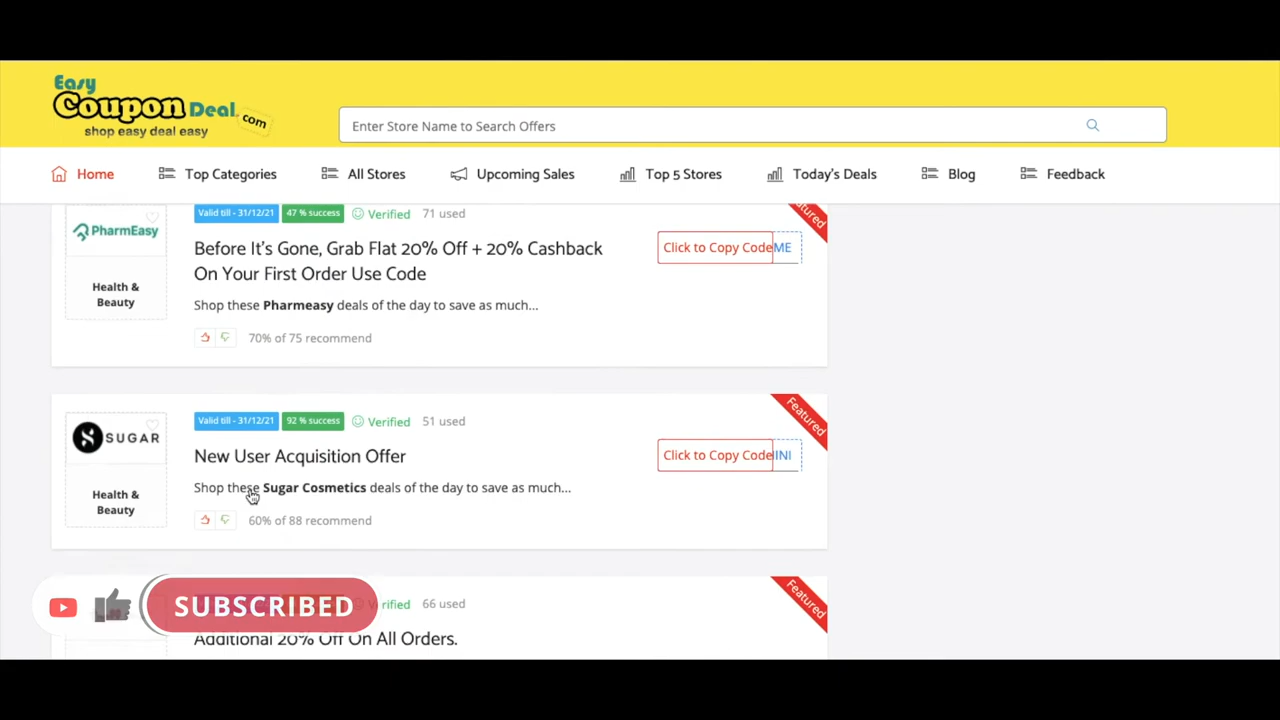 Easy
Coupon Deal.com
shop easy deal easy
Enter Store Name to Search Offers
Home Top Categories All Stores Upcoming Sales Top 5 Stores Today's Deals Blog Feedback
PharmEasy
Health &
Beauty
Valid till - 31/12/21 47 % success Verified 71 used
Before It's Gone, Grab Flat 20% Off + 20% Cashback
On Your First Order Use Code
Shop these Pharmeasy deals of the day to save as much...
70% of 75 recommend
Click to Copy Code ME
SUGAR
Health &
Beauty
Valid till - 31/12/21 92 % success Verified 51 used
New User Acquisition Offer
Shop these Sugar Cosmetics deals of the day to save as much...
60% of 88 recommend
Featured
Click to Copy Code INI
SUBSCRIBED
66 used
Additional 20% Off On All Orders.
Featured